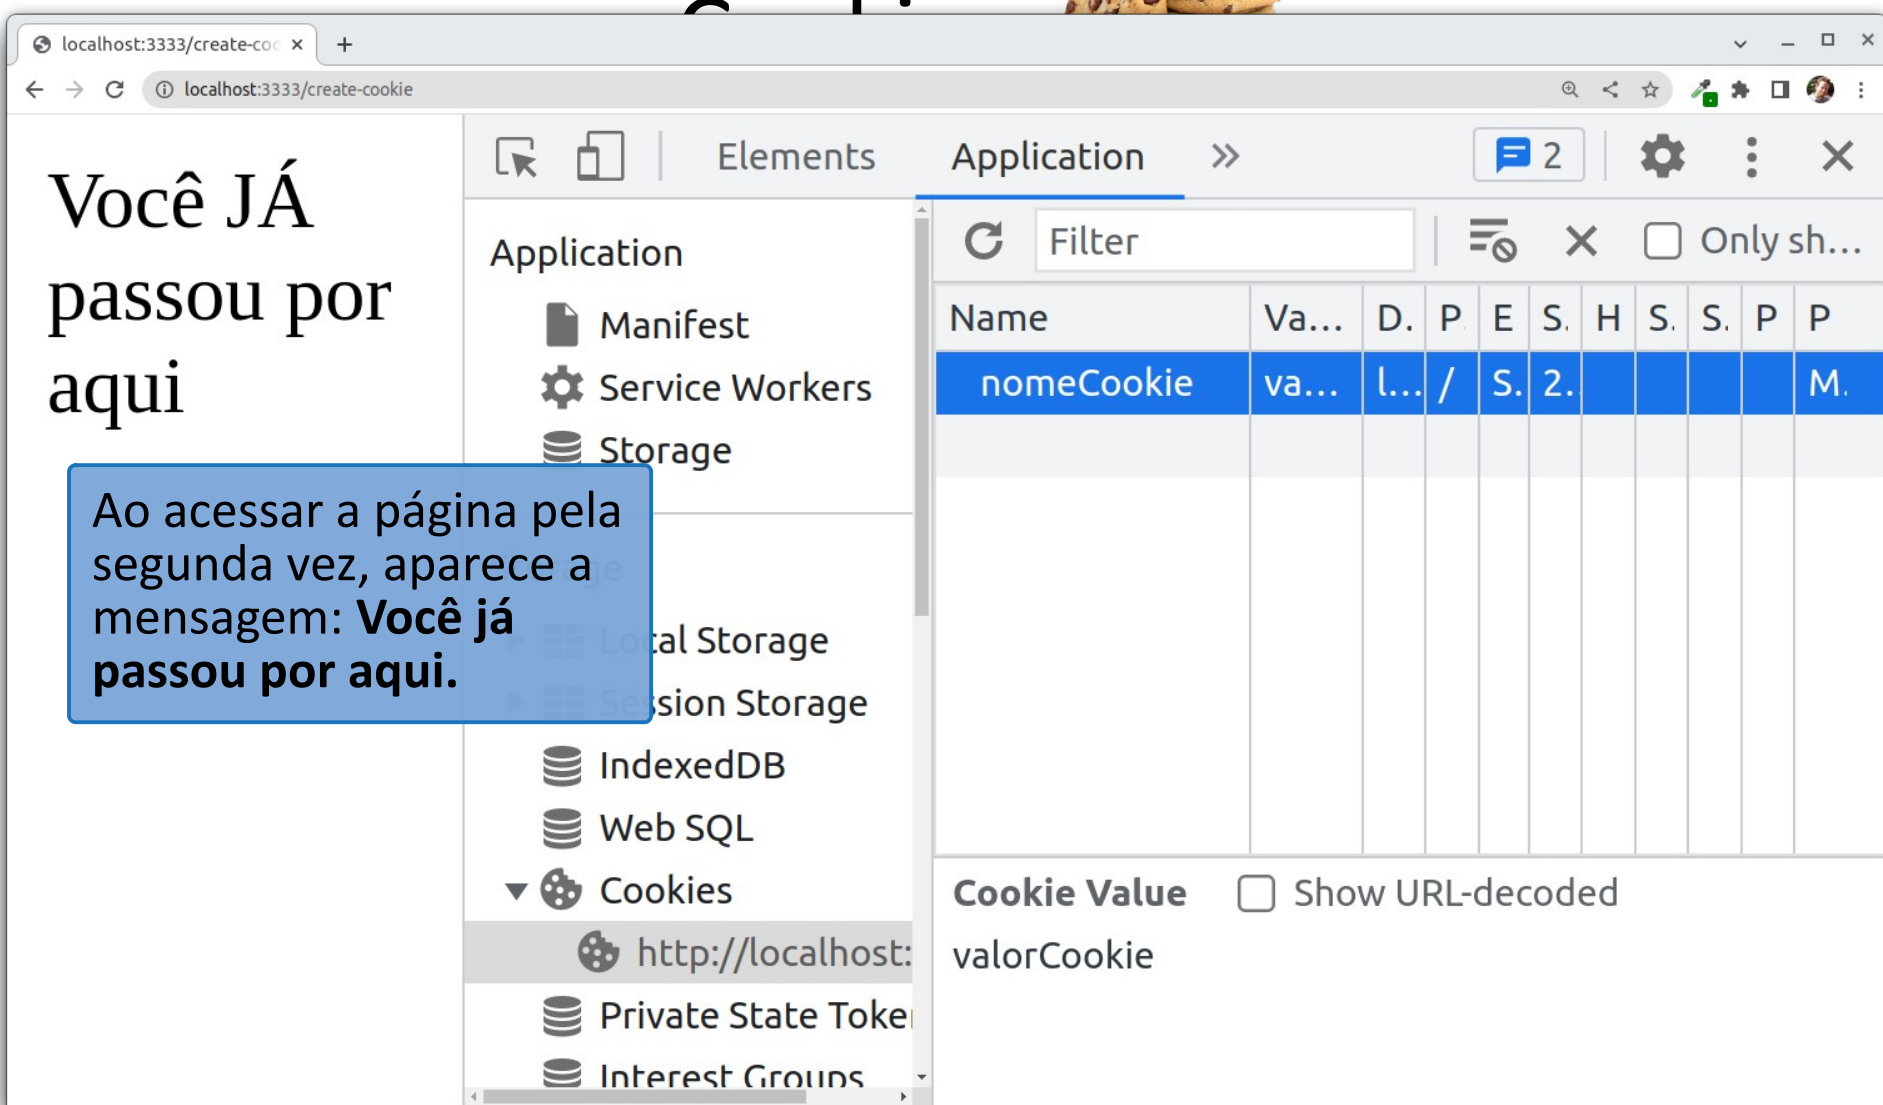 localhost:3333/create-coo
localhost:3333/create-cookie
Você JÁ
passou por
aqui
Ao acessar a página pela
segunda vez, aparece a
mensagem: Você já
passou por aqui.
Elements
Application
2
Application
Manifest
Service Workers
Storage
Local Storage
Session Storage
IndexedDB
Web SQL
Cookies
http://localhost:
Private State Toke
Interest Groups
Filter
Only sh...
Name Va... D. P E S. H S. S. P P
nomeCookie va... l... / S. 2. M.
Cookie Value Show URL-decoded
valorCookie